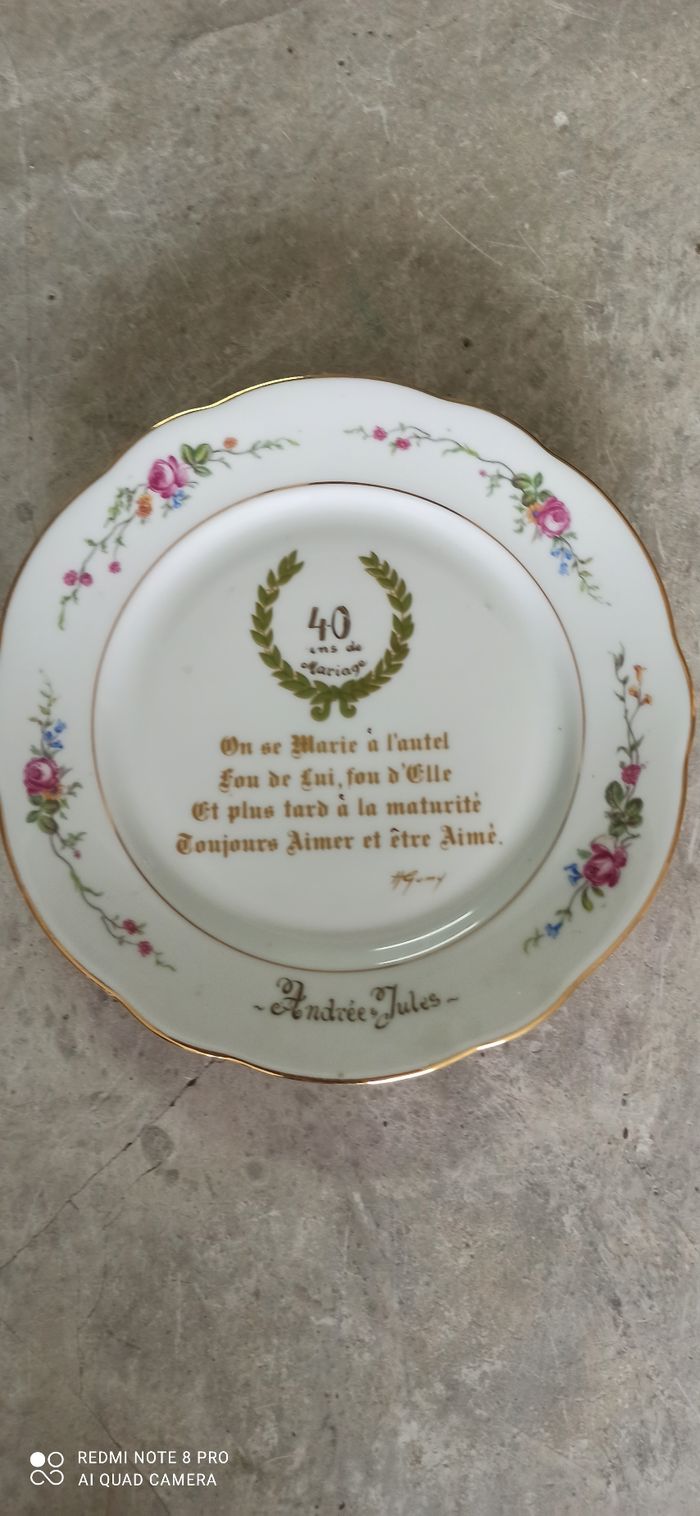 40
ans de
Mariage
On se Marie à l'autel
Fou de Lui, fou d'Elle
Et plus tard à la maturité
Toujours Aimer et être Aimé.
~Andrée & Jules~
REDMI NOTE 8 PRO
AI QUAD CAMERA